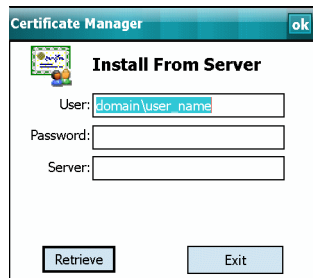 Certificate Manager ok
Install From Server
User: domain\user_name
Password:
Server:
Retrieve Exit